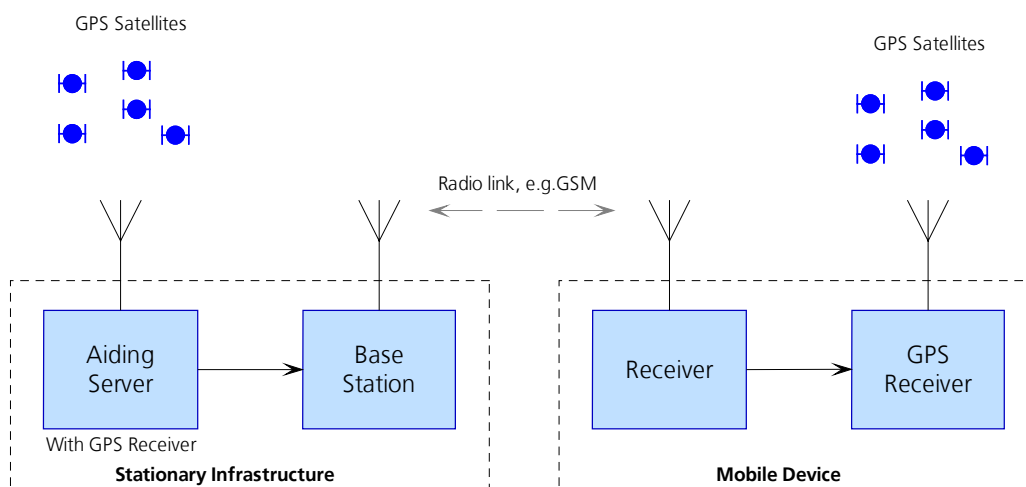 GPS Satellites
GPS Satellites
Radio link, e.g.GSM
Aiding
Server
Base
Station
Receiver
GPS
Receiver
With GPS Receiver
Stationary Infrastructure
Mobile Device